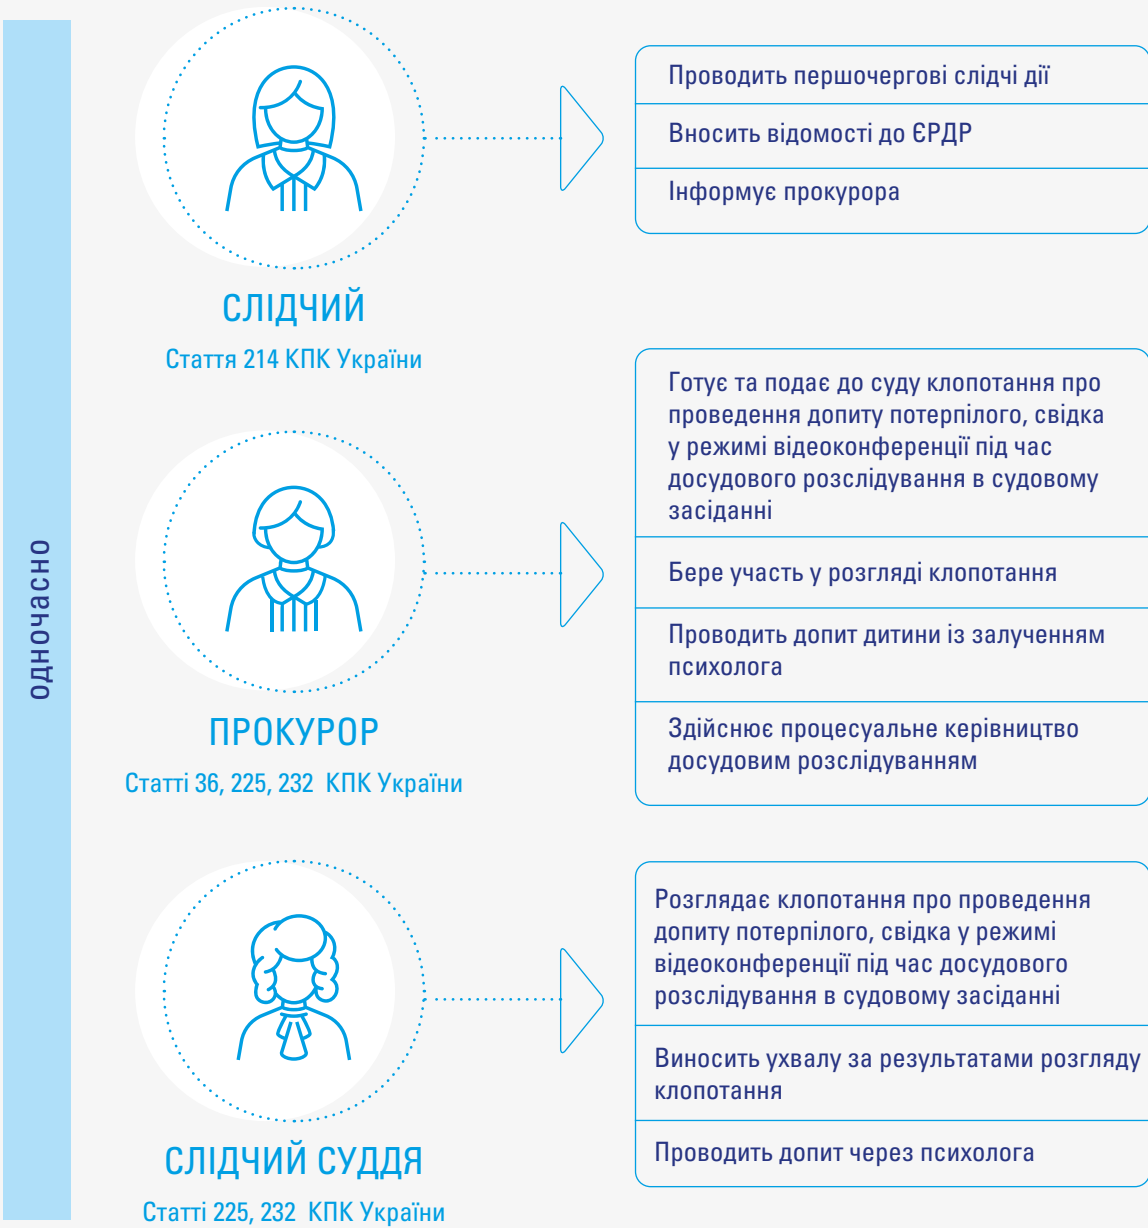 одночасно
СЛІДЧИЙ
Стаття 214 КПК України
Проводить першочергові слідчі дії
Вносить відомості до ЄРДР
Інформує прокурора
ПРОКУРОР
Статті 36, 225, 232 КПК України
Готує та подає до суду клопотання про
проведення допиту потерпілого, свідка
у режимі відеоконференції під час
досудового розслідування в судовому
засіданні
Бере участь у розгляді клопотання
Проводить допит дитини із залученням
психолога
Здійснює процесуальне керівництво
досудовим розслідуванням
СЛІДЧИЙ СУДДЯ
Статті 225, 232 КПК України
Розглядає клопотання про проведення
допиту потерпілого, свідка у режимі
відеоконференції під час досудового
розслідування в судовому засіданні
Виносить ухвалу за результатами розгляду
клопотання
Проводить допит через психолога